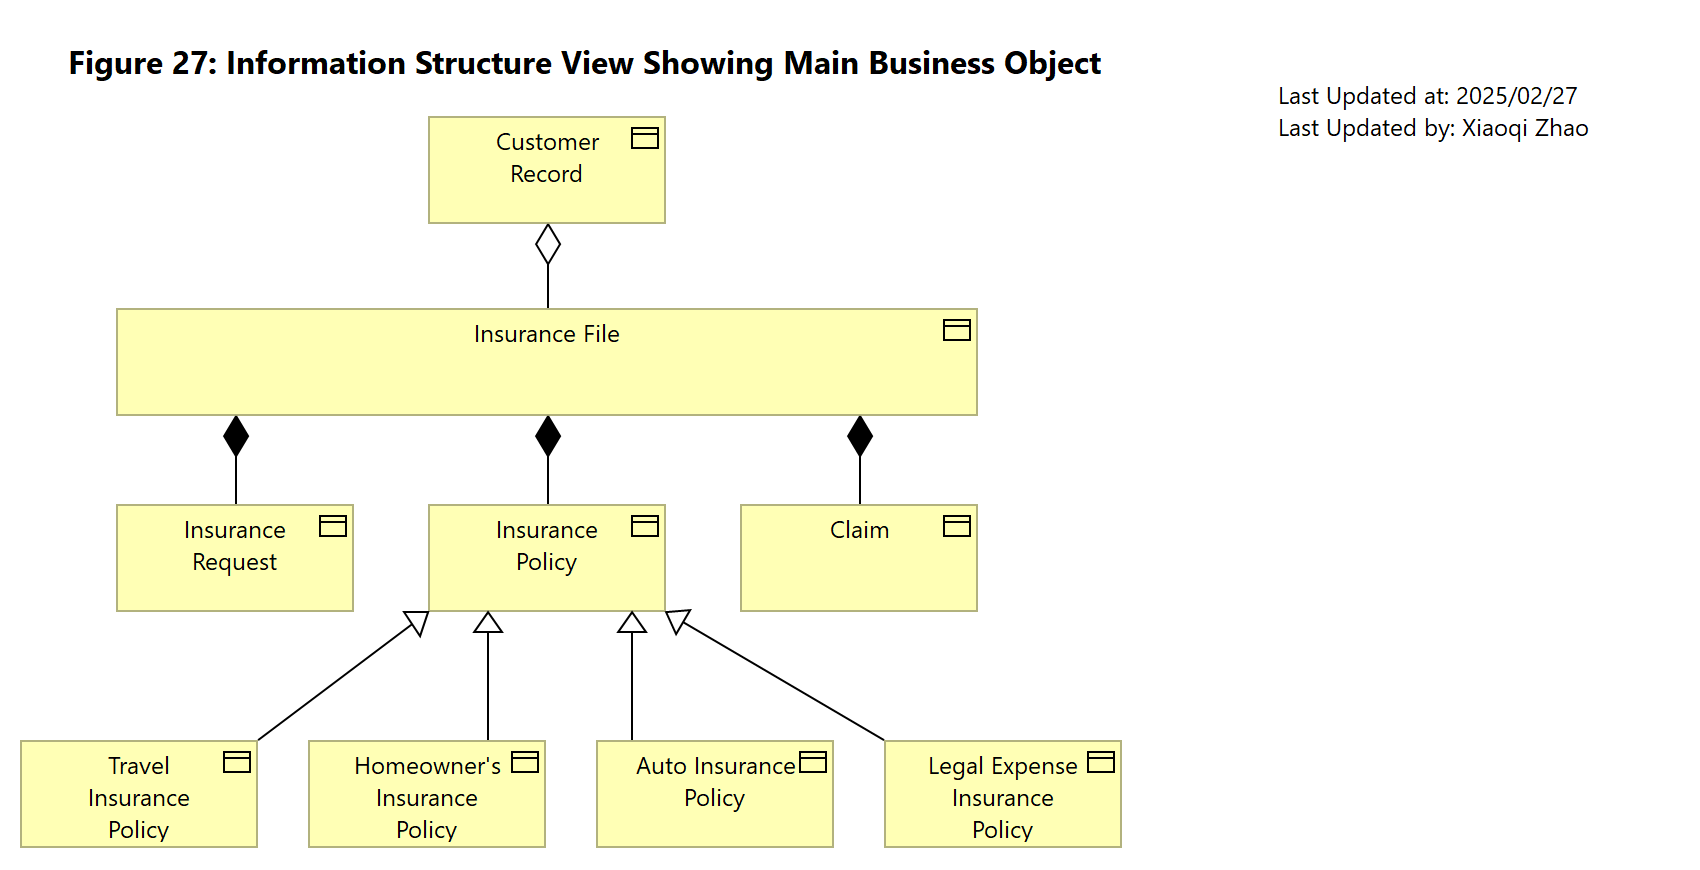 Figure 27: Information Structure View Showing Main Business Object
Last Updated at: 2025/02/27
Last Updated by: Xiaoqi Zhao
Customer
Record
Insurance File
Insurance
Request
Insurance
Policy
Claim
Travel
Insurance
Policy
Homeowner's
Insurance
Policy
Auto Insurance
Policy
Legal Expense
Insurance
Policy